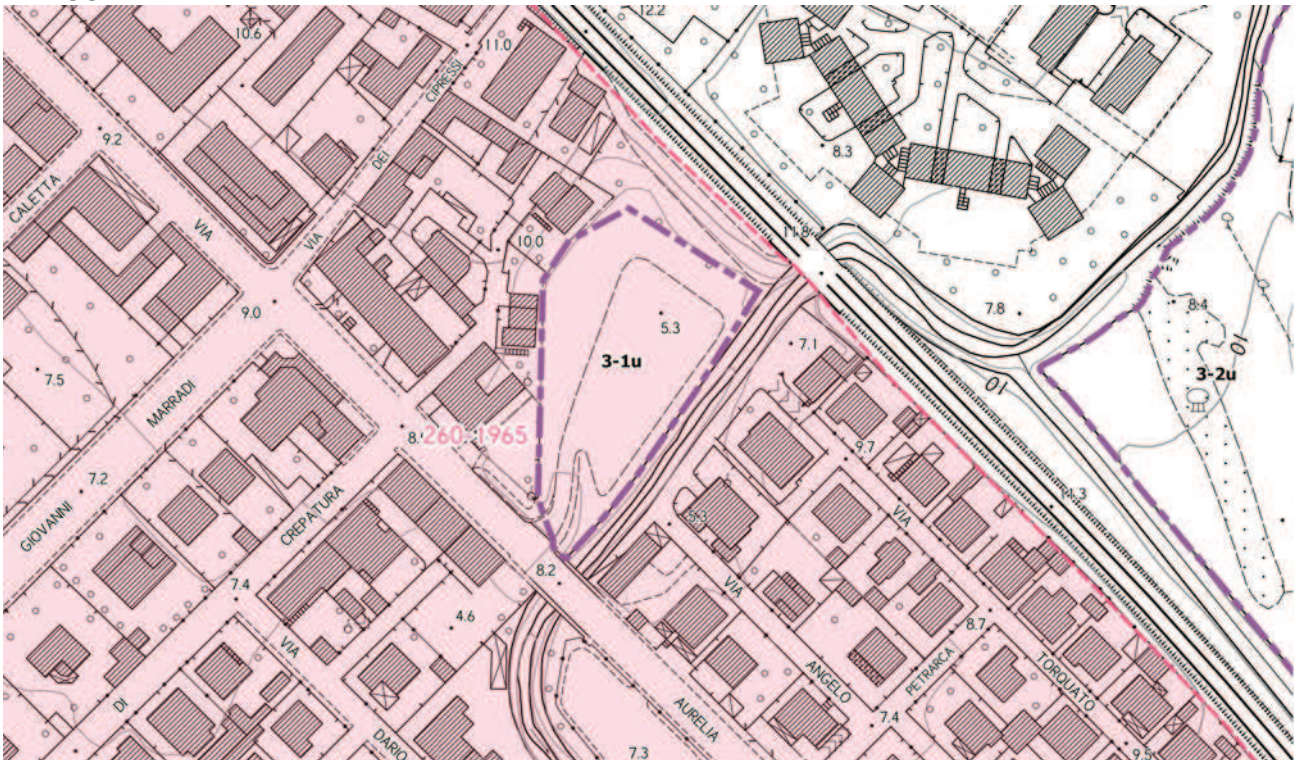 10.6
11.0
12.2
CIPRESSI
DEI
VIA
9.2
CALETTA
VIA
8.3
10.0
11.8
9.0
5.3
3-1u
7.8
8.4
10
3-2u
7.1
7.5
MARRADI
GIOVANNI
260_1965
10
9.7
7.2
CREPATURA
DI
5.3
VIA
14.3
8.2
7.4
VIA
4.6
VIA
8.7
ANGELO
PETRARCA
TORQUATO
AURELIA
7.4
DARIO
7.3
9.5